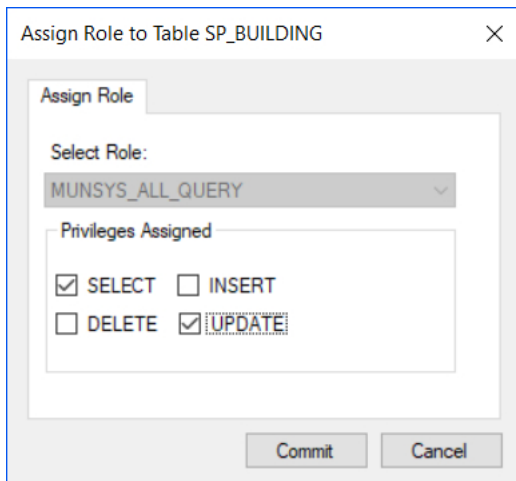 Assign Role to Table SP_BUILDING
Assign Role
Select Role:
MUNSYS_ALL_QUERY
Privileges Assigned
SELECT INSERT
DELETE UPDATE
Commit Cancel